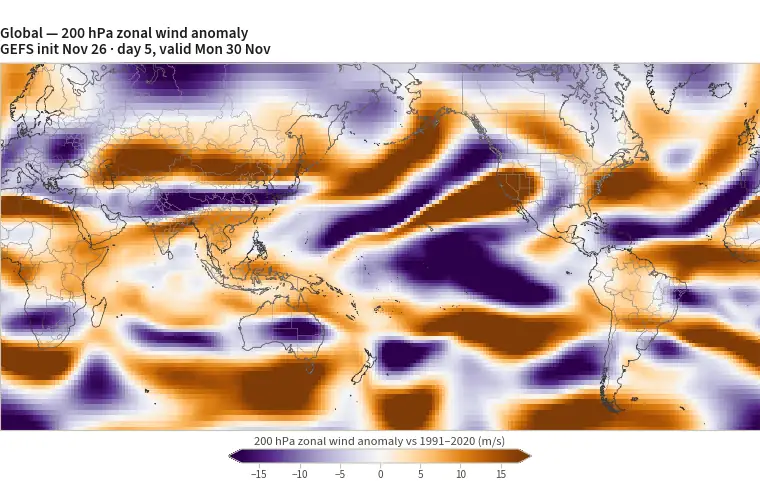 Global — 200 hPa zonal wind anomaly
GEFS init Nov 26 · day 5, valid Mon 30 Nov
200 hPa zonal wind anomaly vs 1991–2020 (m/s)
−15 −10 −5 0 5 10 15